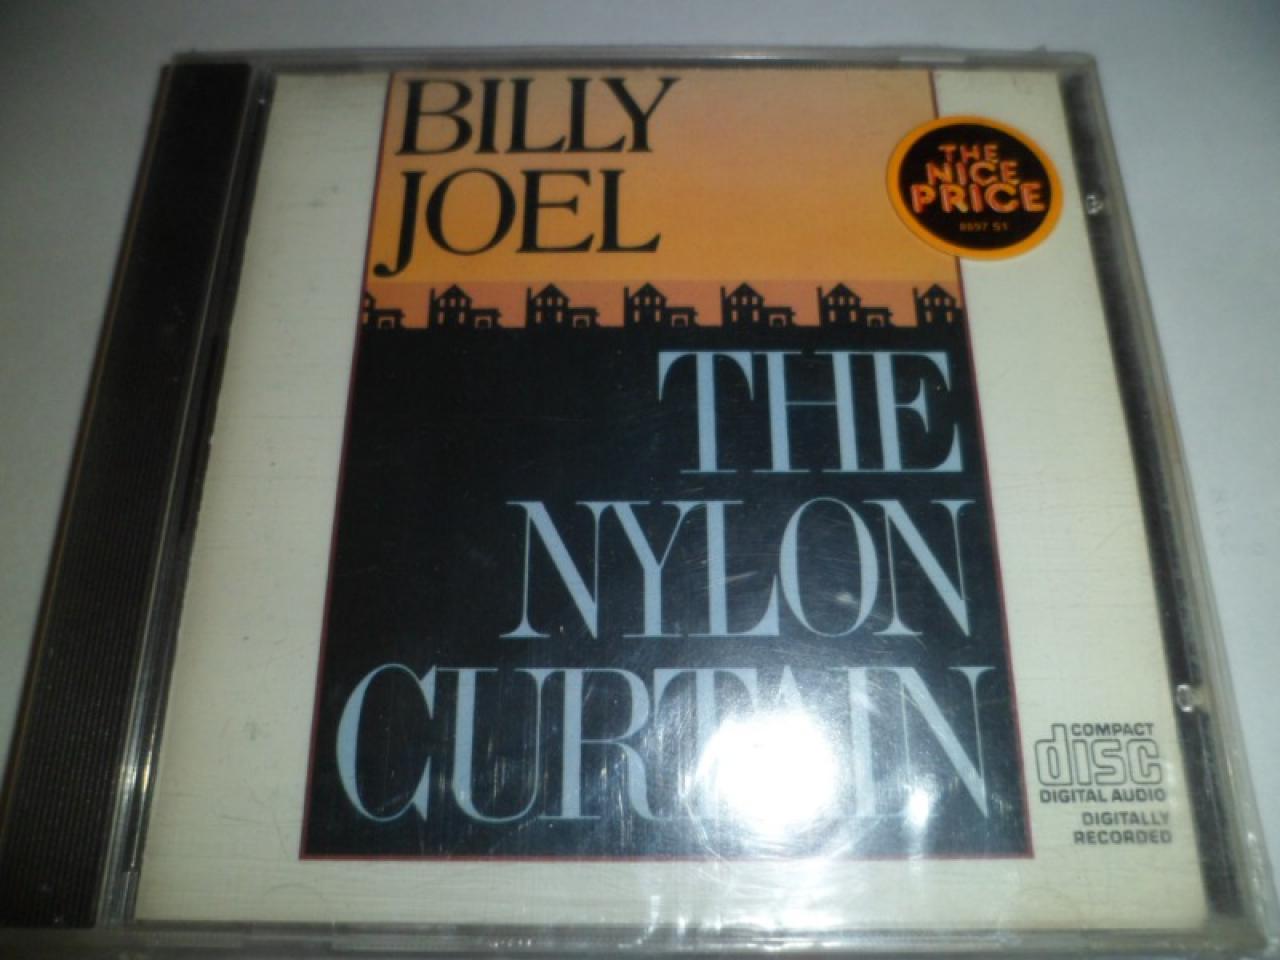 BILLY
JOEL
THE
NICE
PRICE
THE
NYLON
CURTAIN
COMPACT
disc
DIGITAL AUDIO
DIGITALLY
RECORDED